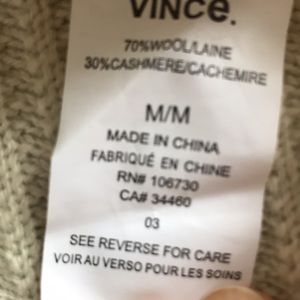 VINCE.
70%WOOL/LAINE
30%CASHMERE/CACHEMIRE
M/M
MADE IN CHINA
FABRIQUÉ EN CHINE
RN# 106730
CA# 34460
03
SEE REVERSE FOR CARE
VOIR AU VERSO POUR LES SOINS